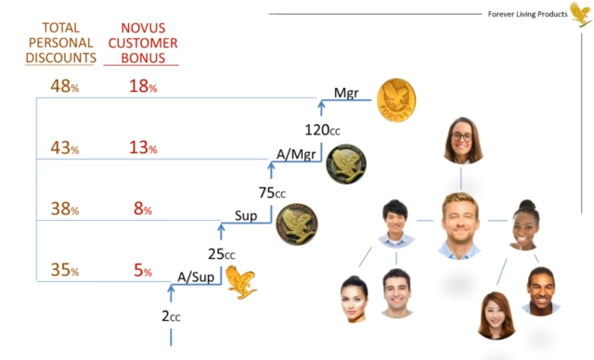 Forever Living Products
TOTAL
PERSONAL
DISCOUNTS
NOVUS
CUSTOMER
BONUS
48%
18%
Mgr
FOREVER
120CC
43%
13%
A/Mgr
75CC
38%
8%
Sup
25CC
35%
5%
A/Sup
2CC